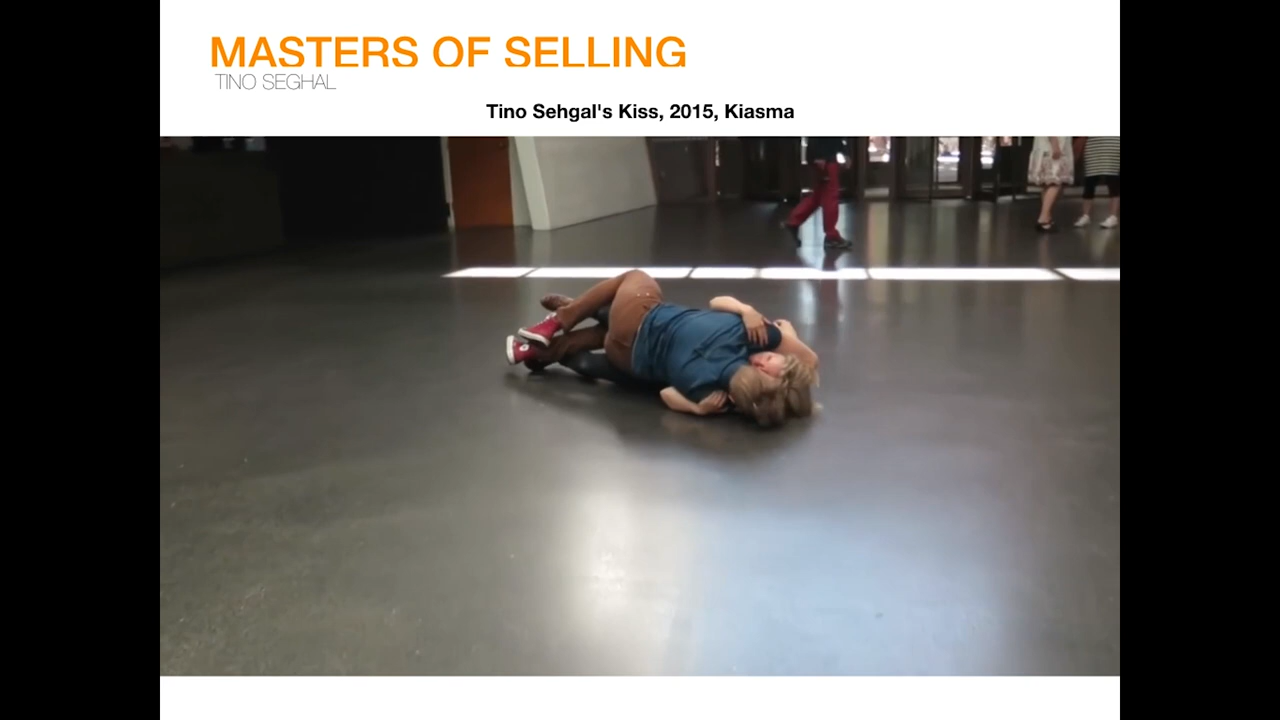 MASTERS OF SELLING
TINO SEGHAL
Tino Sehgal's Kiss, 2015, Kiasma